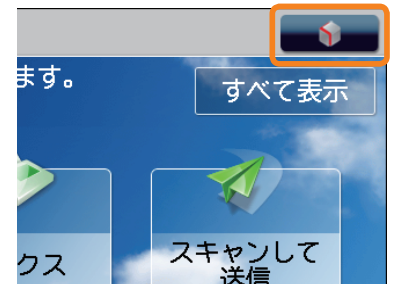 ます。
すべて表示
クス
スキャンして
送信